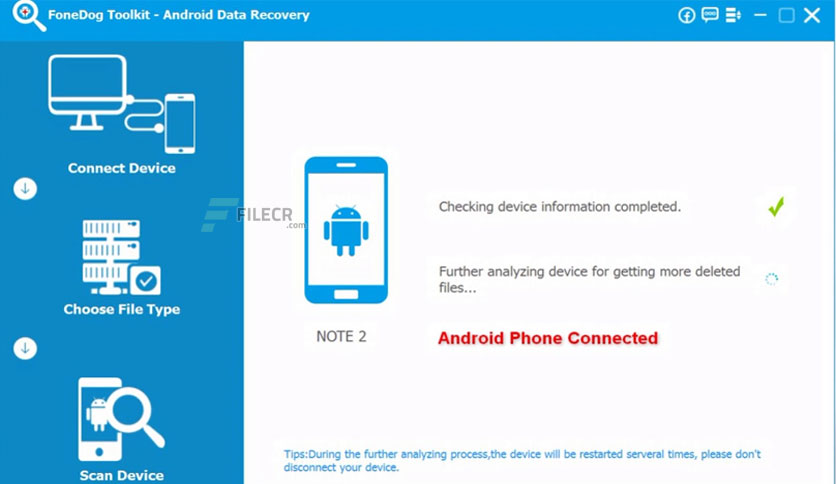 FoneDog Toolkit - Android Data Recovery
Connect Device
Choose File Type
Scan Device
FILECR
.com
NOTE 2
Checking device information completed.
Further analyzing device for getting more deleted
files...
Android Phone Connected
Tips:During the further analyzing process,the device will be restarted serveral times, please don't
disconnect your device.